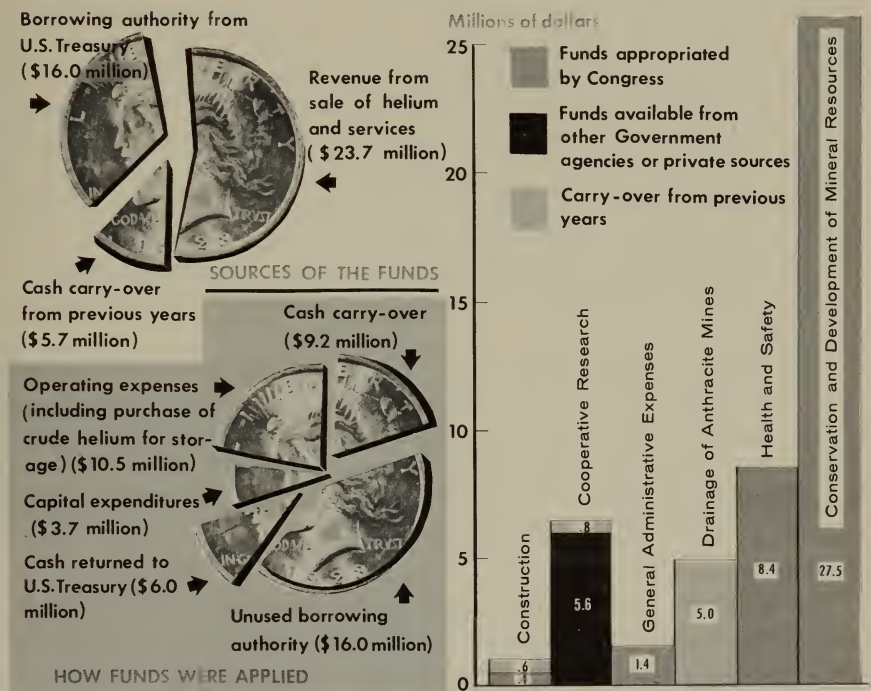 Borrowing authority from
U.S. Treasury
($16.0 million)
Revenue from
sale of helium
and services
($23.7 million)
Cash carry-over
from previous years
($5.7 million)
SOURCES OF THE FUNDS
Cash carry-over
($9.2 million)
Operating expenses
(including purchase of
crude helium for stor-
age) ($10.5 million)
Capital expenditures
($3.7 million)
Cash returned to
U.S. Treasury ($6.0
million)
Unused borrowing
authority ($16.0 million)
HOW FUNDS WERE APPLIED
Millions of dollars
25
20
15
10
5
0
Funds appropriated
by Congress
Funds available from
other Government
agencies or private sources
Carry-over from previous
years
Construction
.6
Cooperative Research
.8
5.6
General Administrative Expenses
1.4
Drainage of Anthracite Mines
5.0
Health and Safety
8.4
Conservation and Development of Mineral Resources
27.5
GOD WE
TRUST
TRUST